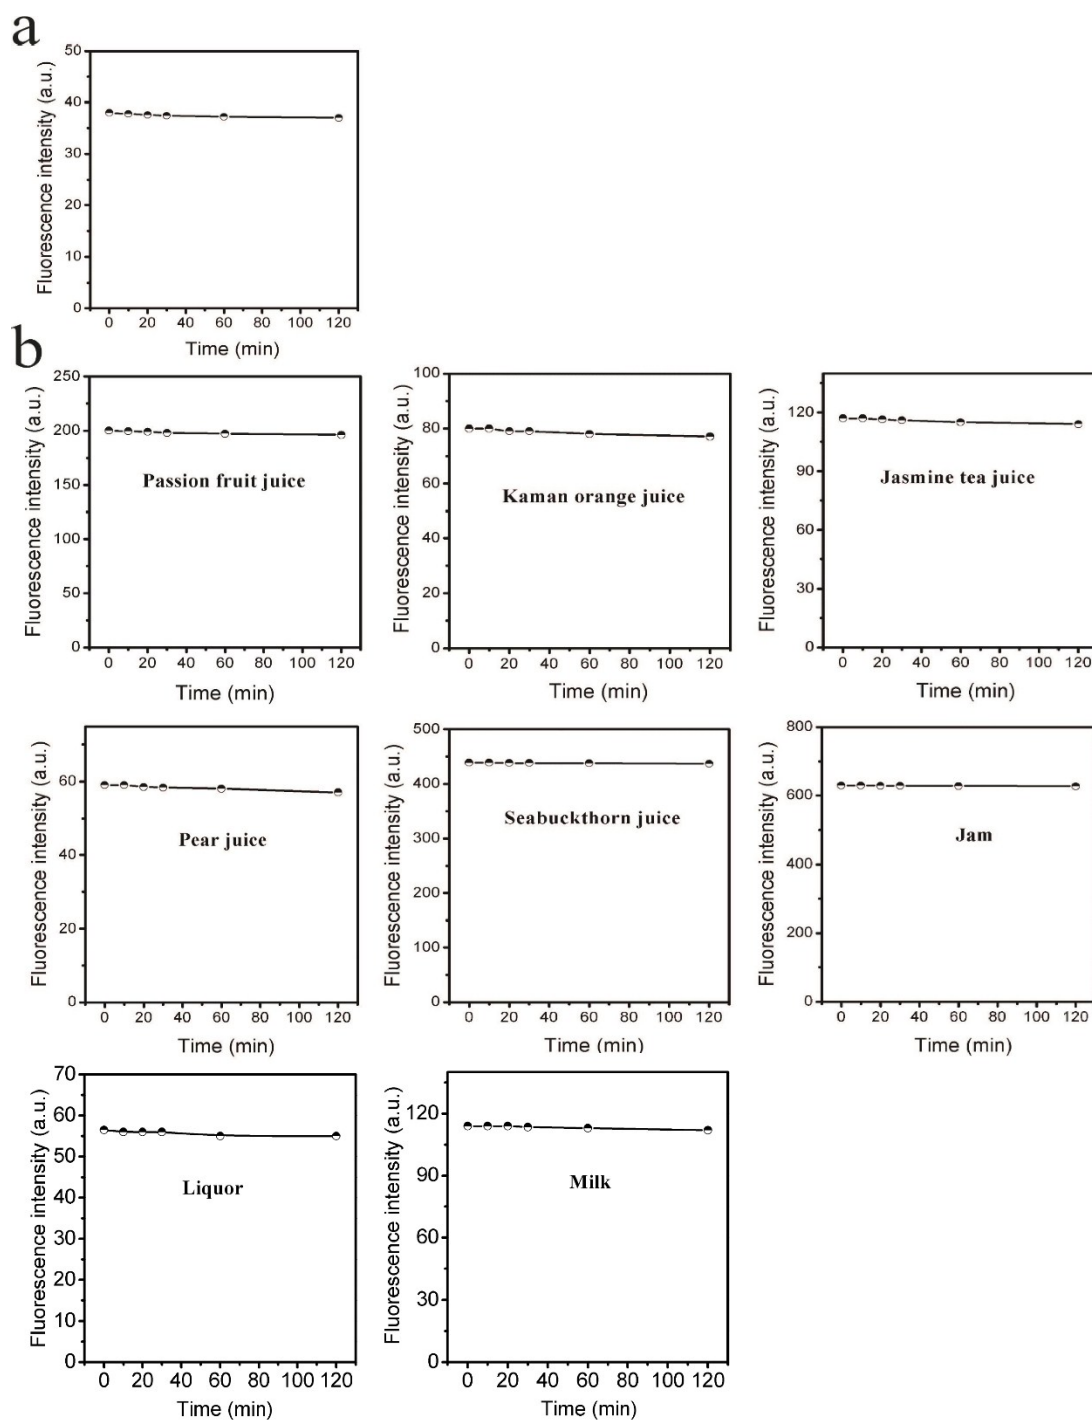 a
Fluorescence intensity (a.u.)
50
40
30
20
10
0
0 20 40 60 80 100 120
Time (min)
b
Fluorescence intensity (a.u.)
250
200
150
100
50
0
Passion fruit juice
0 20 40 60 80 100 120
Time (min)
Fluorescence intensity (a.u.)
100
80
60
40
20
0
Kaman orange juice
0 20 40 60 80 100 120
Time (min)
Fluorescence intensity (a.u.)
120
90
60
30
0
Jasmine tea juice
0 20 40 60 80 100 120
Time (min)
Fluorescence intensity (a.u.)
60
40
20
0
Pear juice
0 20 40 60 80 100 120
Time (min)
Fluorescence intensity (a.u.)
500
400
300
200
100
0
Seabuckthorn juice
0 20 40 60 80 100 120
Time (min)
Fluorescence intensity (a.u.)
800
600
400
200
0
Jam
0 20 40 60 80 100 120
Time (min)
Fluorescence intensity (a.u.)
70
60
50
40
30
20
10
0
Liquor
0 20 40 60 80 100 120
Time (min)
Fluorescence intensity (a.u.)
120
90
60
30
0
Milk
0 20 40 60 80 100 120
Time (min)